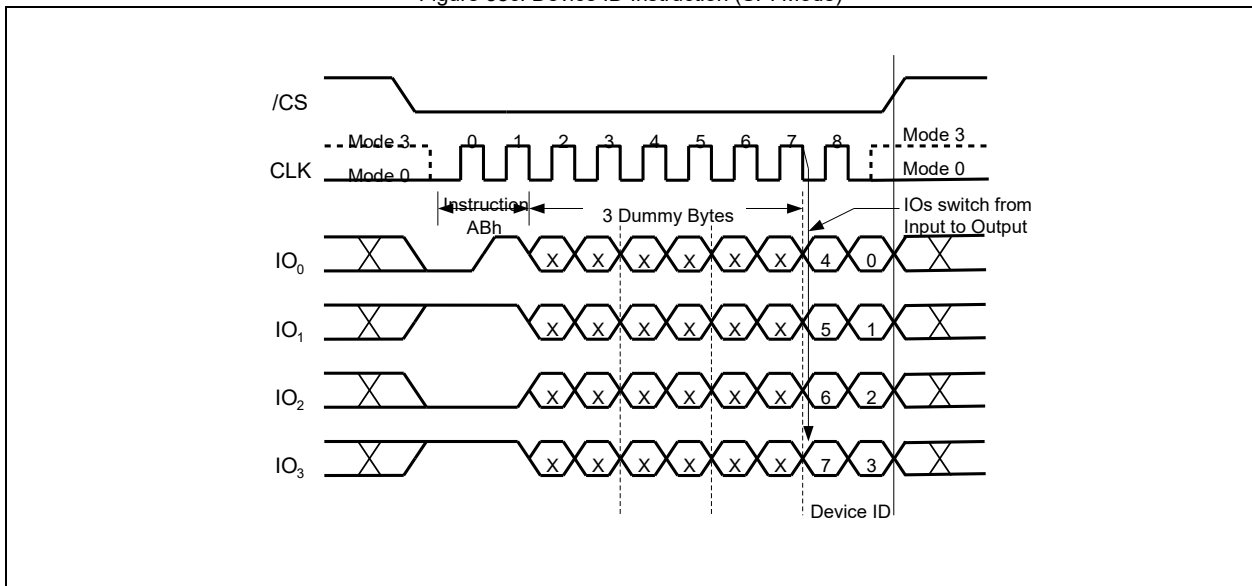 /CS
Mode 3 0 1 2 3 4 5 6 7 8 Mode 3
CLK Mode 0 Mode 0
Instruction
ABh
3 Dummy Bytes
IOs switch from
Input to Output
IO0 X X X X X X 4 0
IO1 X X X X X X 5 1
IO2 X X X X X X 6 2
IO3 X X X X X X 7 3
Device ID